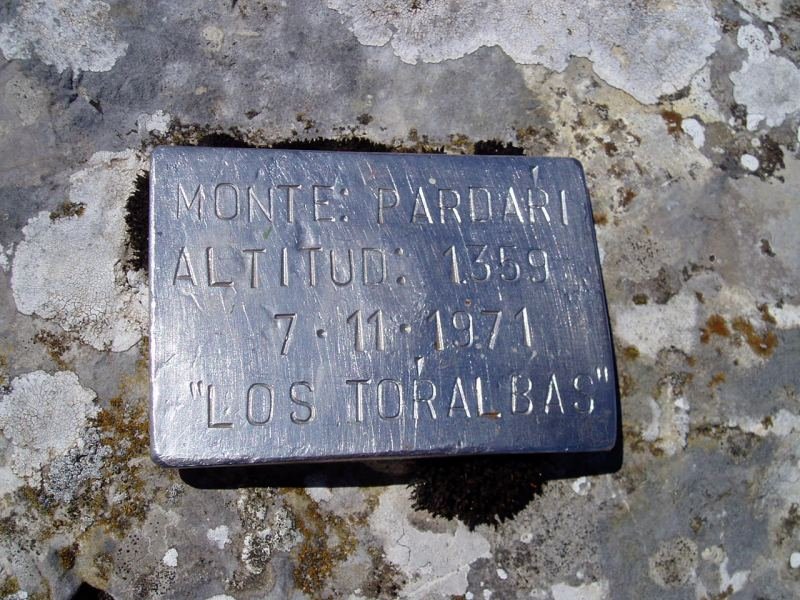 MONTE: PARDARI
ALTITUD: 1359
7·11·1971
"LOS TORALBAS"